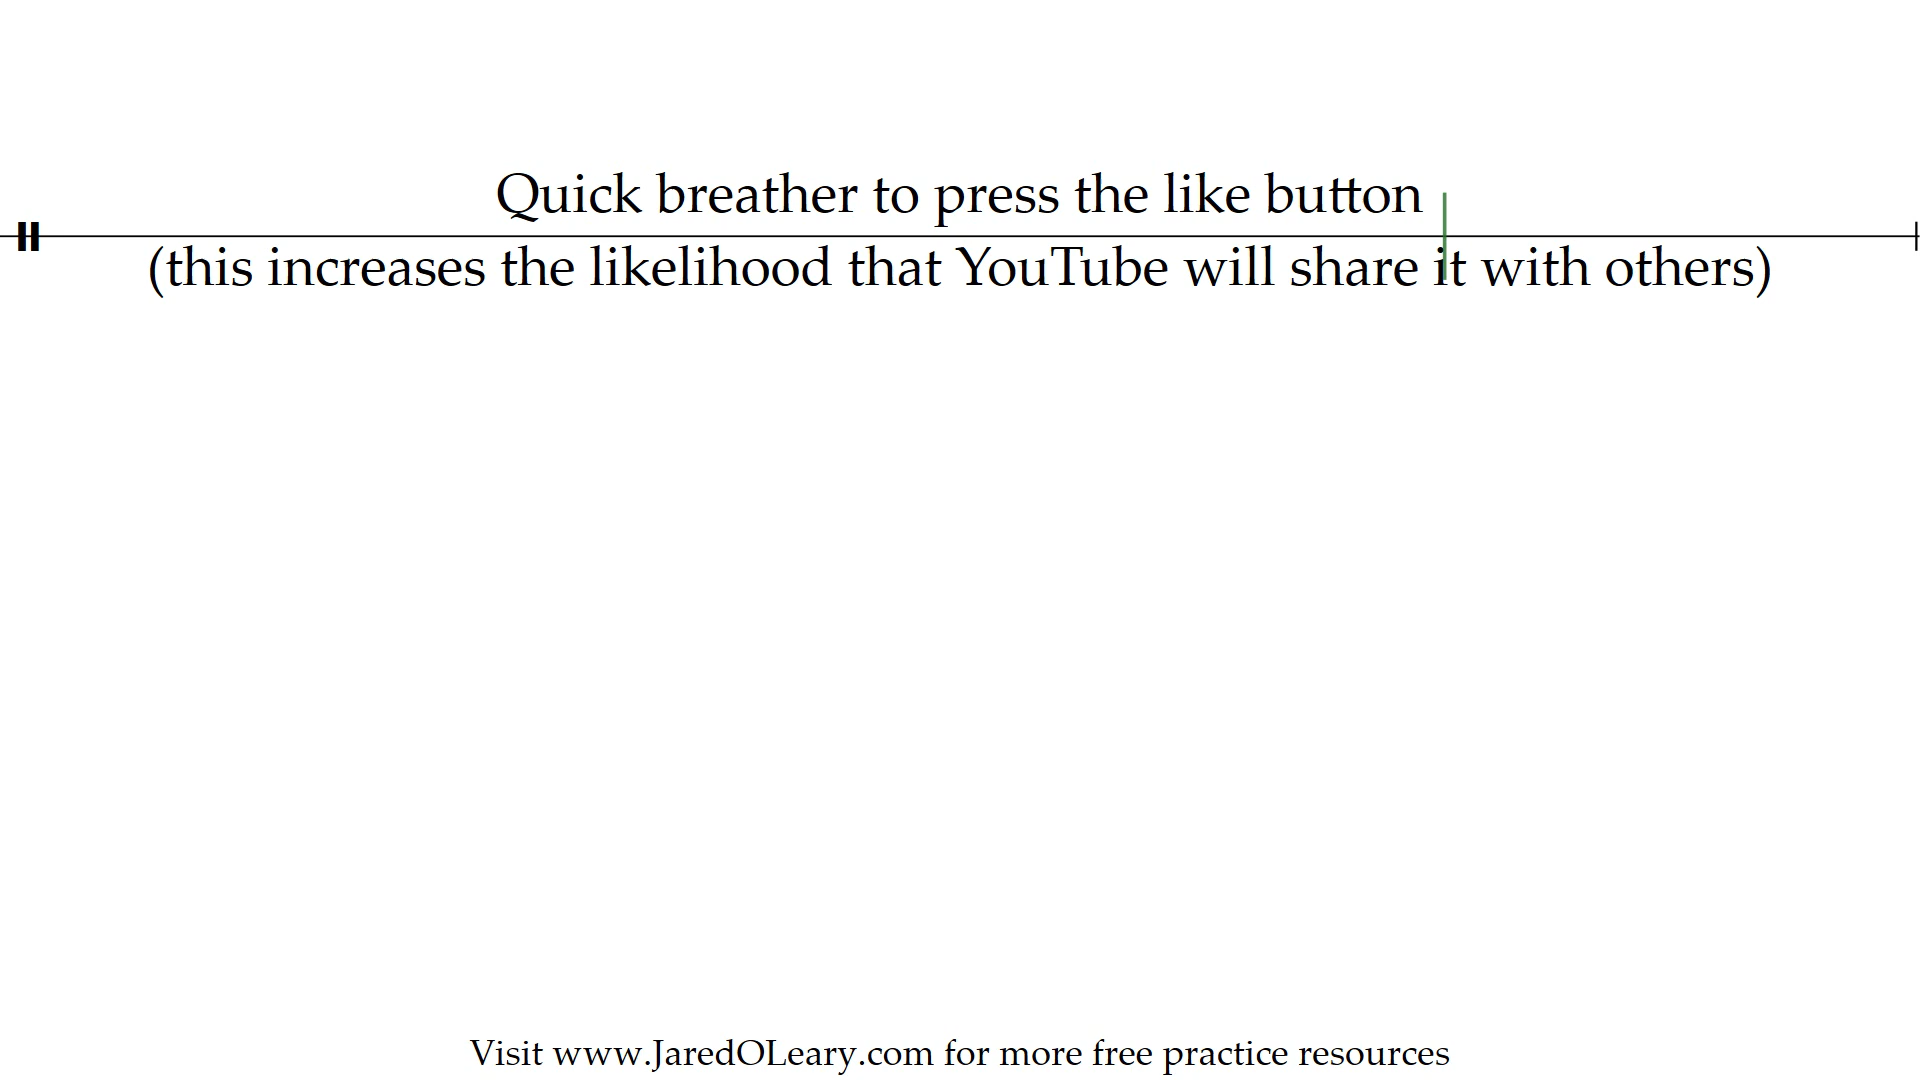 Quick breather to press the like button
(this increases the likelihood that YouTube will share it with others)
Visit www.JaredOLeary.com for more free practice resources